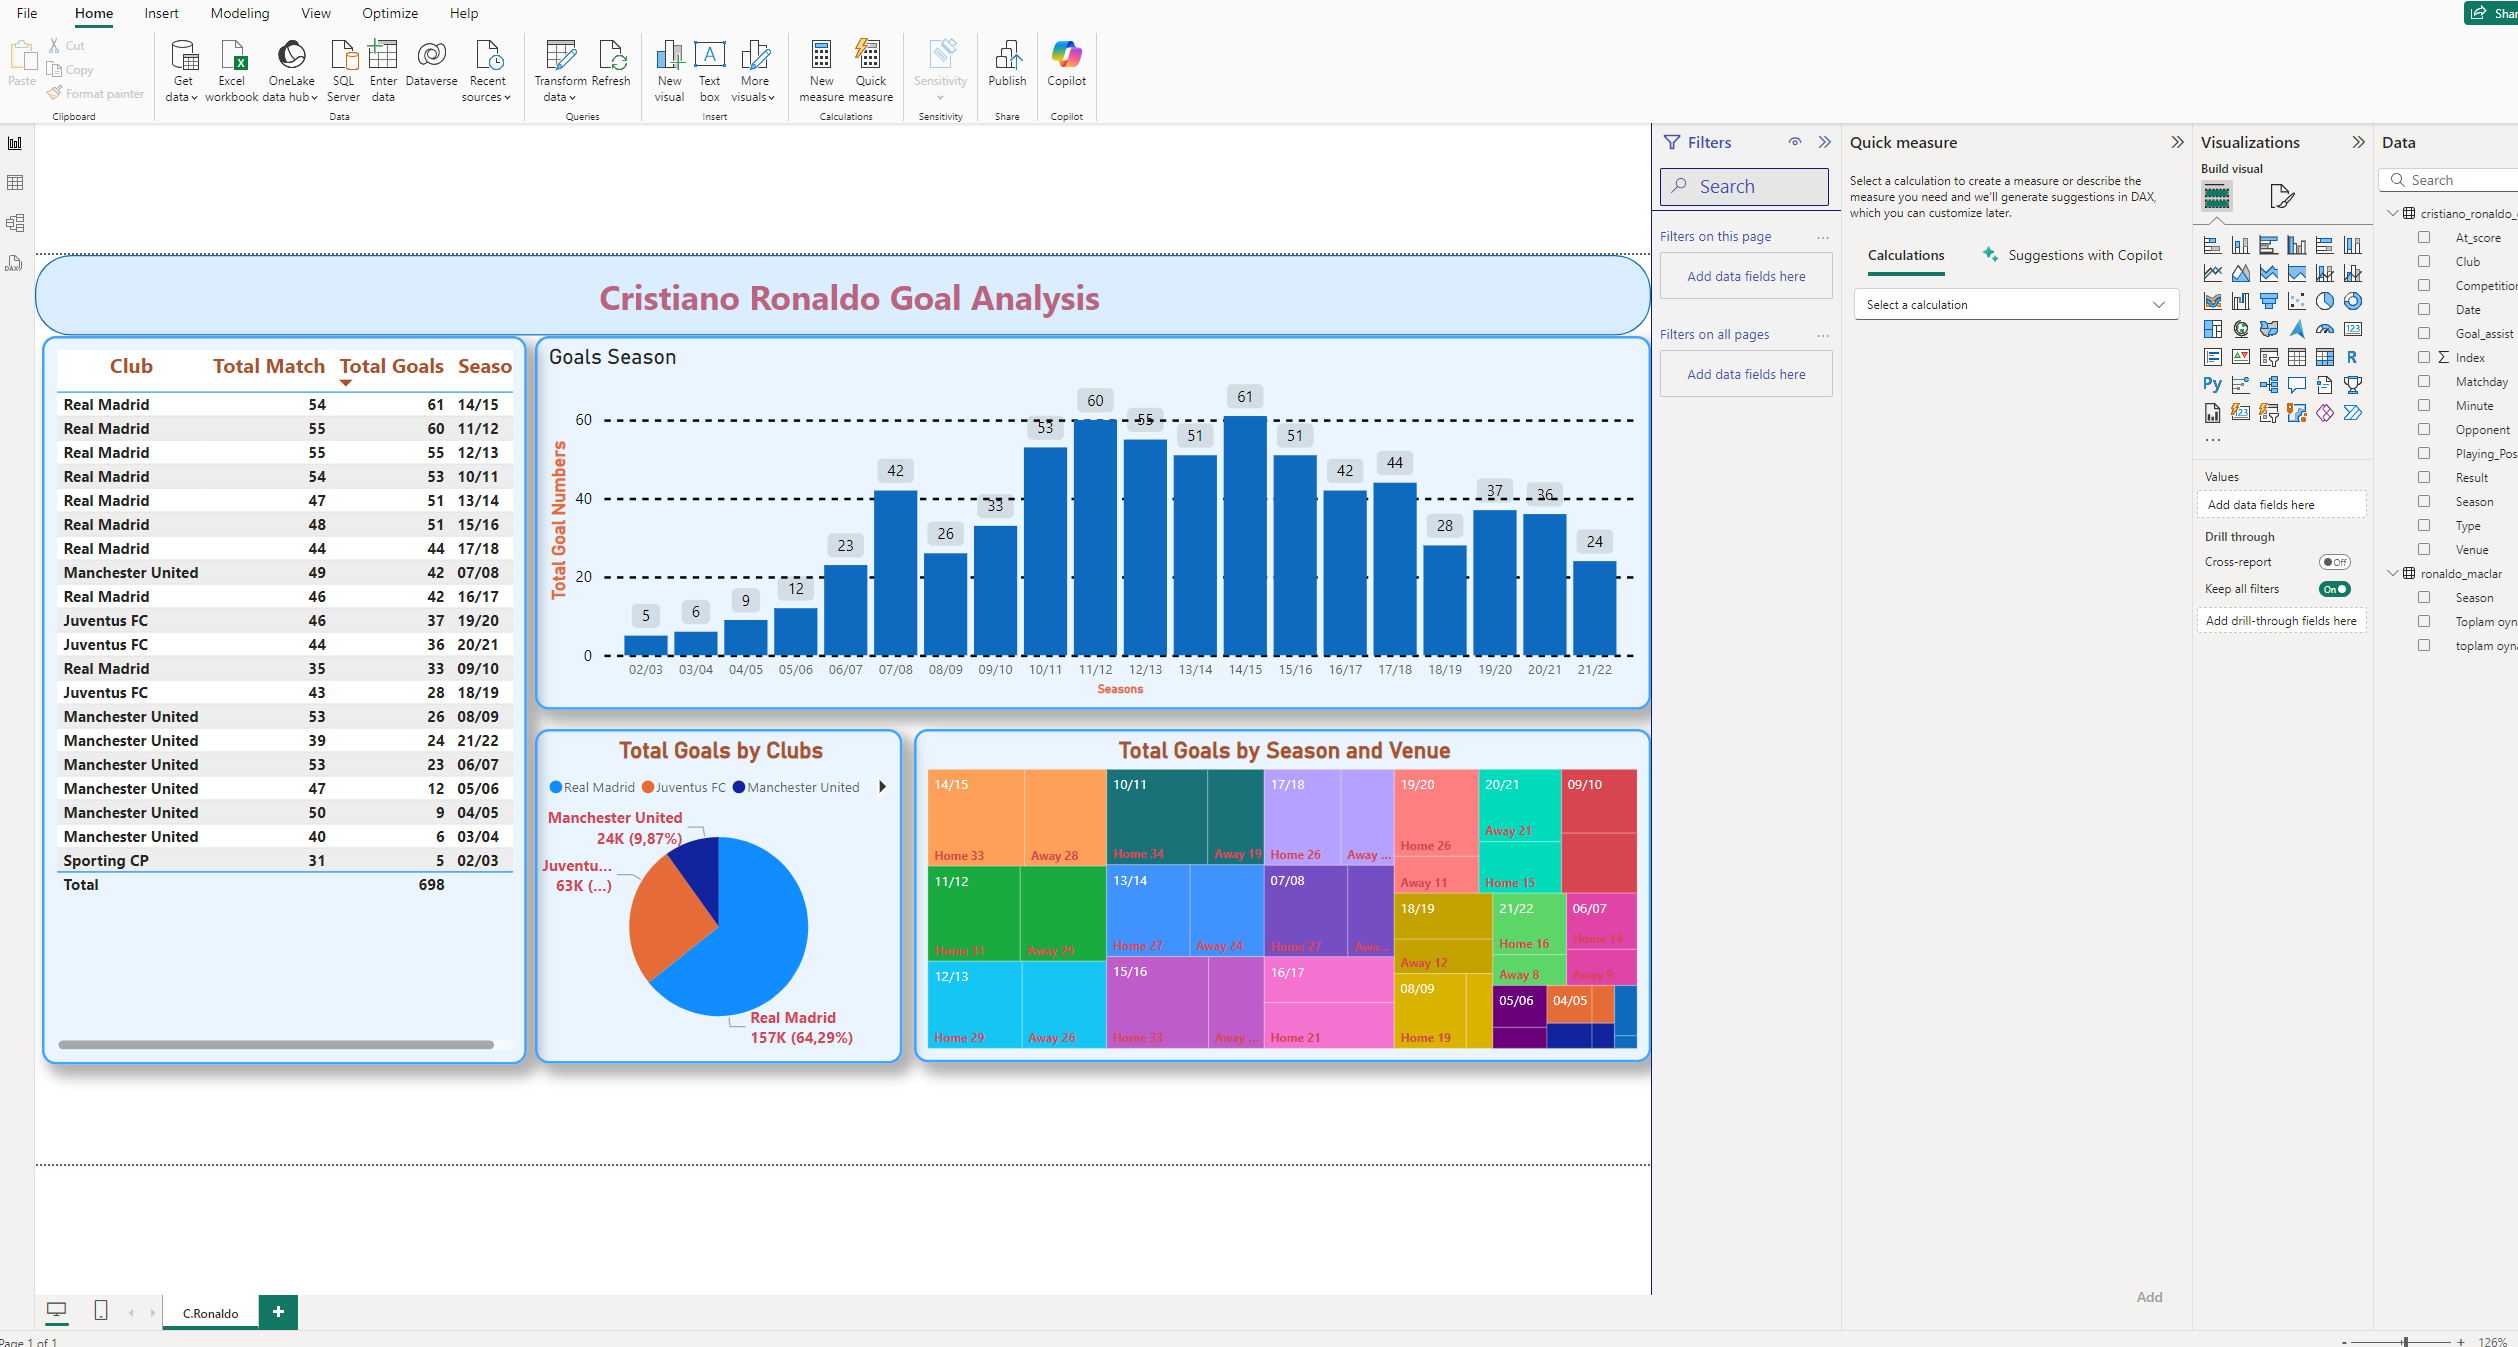 File Home Insert Modeling View Optimize Help
Share
Paste
Cut
Copy
Format painter
Clipboard
Get data
Excel workbook
OneLake data hub
SQL Server
Enter data
Dataverse
Recent sources
Data
Transform data
Refresh
Queries
New visual
Text box
More visuals
Insert
New measure
Quick measure
Calculations
Sensitivity
Sensitivity
Publish
Share
Copilot
Copilot
Cristiano Ronaldo Goal Analysis
Club Total Match Total Goals Seaso
Real Madrid 54 61 14/15
Real Madrid 55 60 11/12
Real Madrid 55 55 12/13
Real Madrid 54 53 10/11
Real Madrid 47 51 13/14
Real Madrid 48 51 15/16
Real Madrid 44 44 17/18
Manchester United 49 42 07/08
Real Madrid 46 42 16/17
Juventus FC 46 37 19/20
Juventus FC 44 36 20/21
Real Madrid 35 33 09/10
Juventus FC 43 28 18/19
Manchester United 53 26 08/09
Manchester United 39 24 21/22
Manchester United 53 23 06/07
Manchester United 47 12 05/06
Manchester United 50 9 04/05
Manchester United 40 6 03/04
Sporting CP 31 5 02/03
Total 698
Goals Season
Total Goal Numbers
60
40
20
0
5 6 9 12 23 42 26 33 53 60 55 51 61 51 42 44 28 37 36 24
02/03 03/04 04/05 05/06 06/07 07/08 08/09 09/10 10/11 11/12 12/13 13/14 14/15 15/16 16/17 17/18 18/19 19/20 20/21 21/22
Seasons
Total Goals by Clubs
Real Madrid Juventus FC Manchester United
Manchester United
24K (9,87%)
Juventu...
63K (...)
Real Madrid
157K (64,29%)
Total Goals by Season and Venue
14/15
Home 33 Away 28
11/12
Home 31 Away 29
12/13
Home 29 Away 26
10/11
Home 34 Away 19
13/14
Home 27 Away 24
15/16
Home 33 Away ...
17/18
Home 26 Away ...
07/08
Home 27 Awa...
16/17
Home 21
19/20
Home 26
Away 11
20/21
Away 21
Home 15
09/10
18/19
Away 12
08/09
Home 19
21/22
Home 16
Away 8
06/07
Home 14
Away 9
05/06
04/05
Filters
Search
Filters on this page ...
Add data fields here
Filters on all pages ...
Add data fields here
Quick measure
Select a calculation to create a measure or describe the
measure you need and we'll generate suggestions in DAX,
which you can customize later.
Calculations Suggestions with Copilot
Select a calculation
Add
Visualizations
Build visual
R
Py
...
Values
Add data fields here
Drill through
Cross-report Off
Keep all filters On
Add drill-through fields here
Data
Search
cristiano_ronaldo_
At_score
Club
Competition
Date
Goal_assist
Index
Matchday
Minute
Opponent
Playing_Pos
Result
Season
Type
Venue
ronaldo_maclar
Season
Toplam oyn
toplam oyn
C.Ronaldo
+
Page 1 of 1
- + 126%